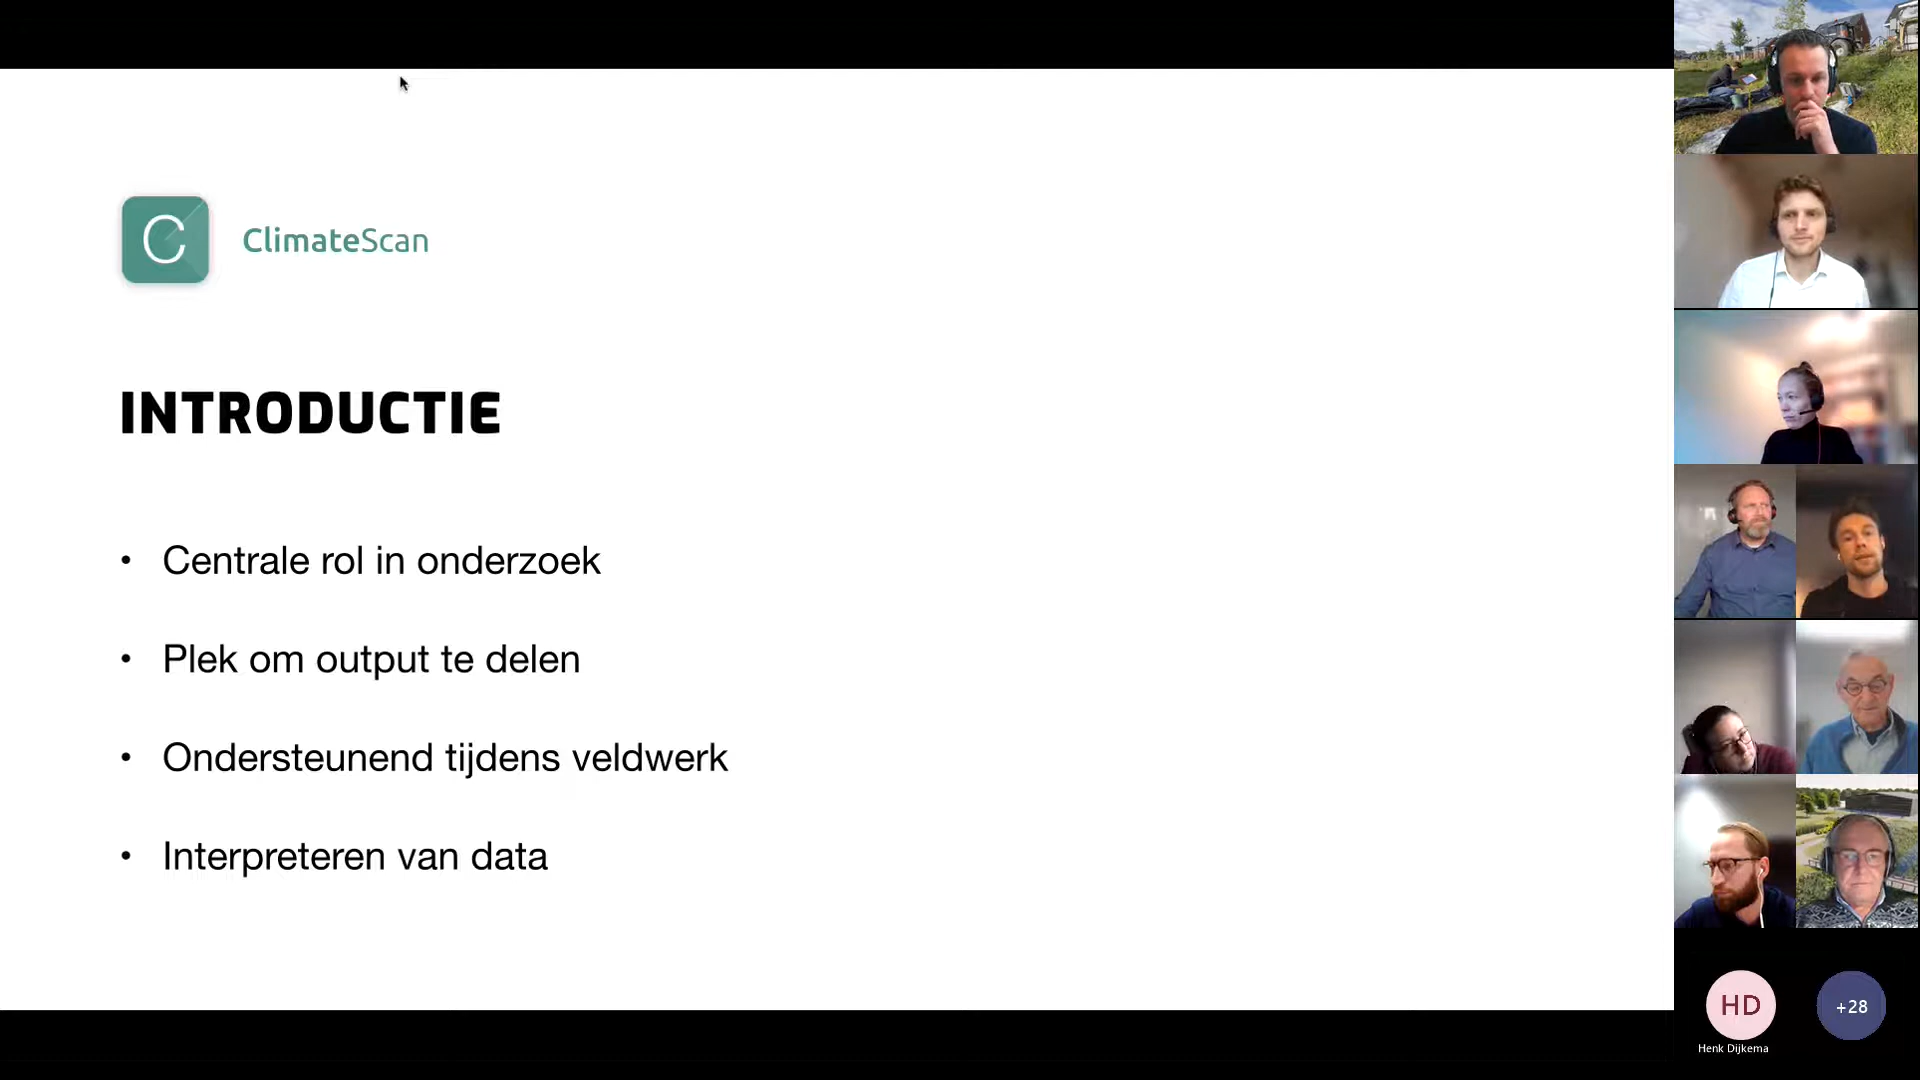 C
ClimateScan
INTRODUCTIE
• Centrale rol in onderzoek
• Plek om output te delen
• Ondersteunend tijdens veldwerk
• Interpreteren van data
HD
+28
Henk Dijkema